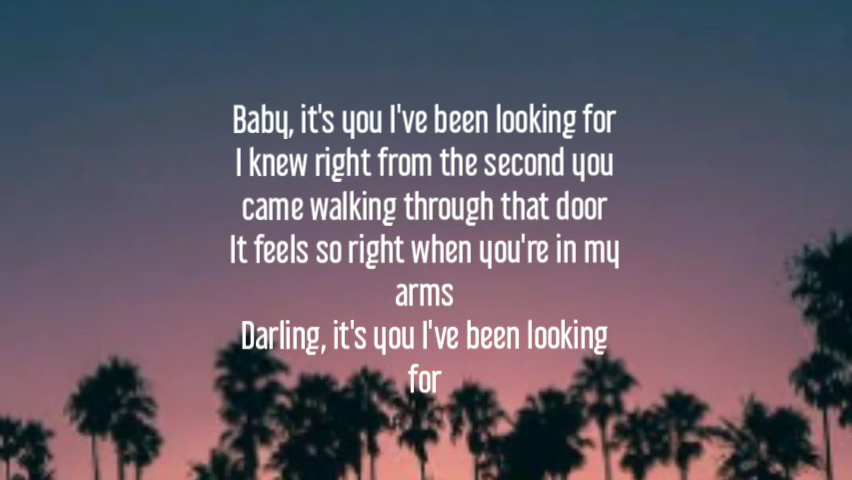 Baby, it's you I've been looking for
I knew right from the second you
came walking through that door
It feels so right when you're in my
arms
Darling, it's you I've been looking
for